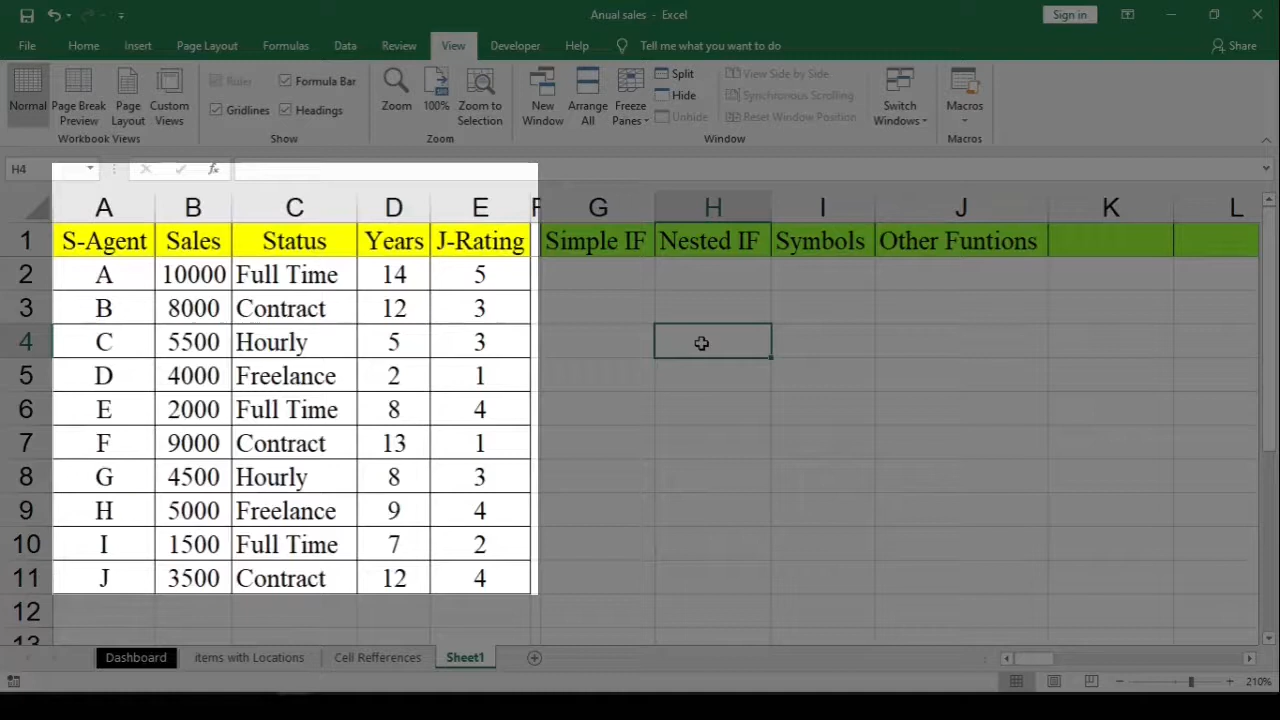 Anual sales - Excel
Sign in
File Home Insert Page Layout Formulas Data Review View Developer Help Tell me what you want to do Share
Normal Page Break Preview Page Layout Custom Views
Workbook Views
Ruler Formula Bar
Gridlines Headings
Show
Zoom 100% Zoom to Selection
Zoom
New Window Arrange All Freeze Panes
Split
Hide
Unhide
View Side by Side
Synchronous Scrolling
Reset Window Position
Window
Switch Windows
Macros
Macros
H4 fx
A B C D E F G H I J K L
1 S-Agent Sales Status Years J-Rating Simple IF Nested IF Symbols Other Funtions
2 A 10000 Full Time 14 5
3 B 8000 Contract 12 3
4 C 5500 Hourly 5 3
5 D 4000 Freelance 2 1
6 E 2000 Full Time 8 4
7 F 9000 Contract 13 1
8 G 4500 Hourly 8 3
9 H 5000 Freelance 9 4
10 I 1500 Full Time 7 2
11 J 3500 Contract 12 4
12
13
Dashboard items with Locations Cell Refferences Sheet1
210%